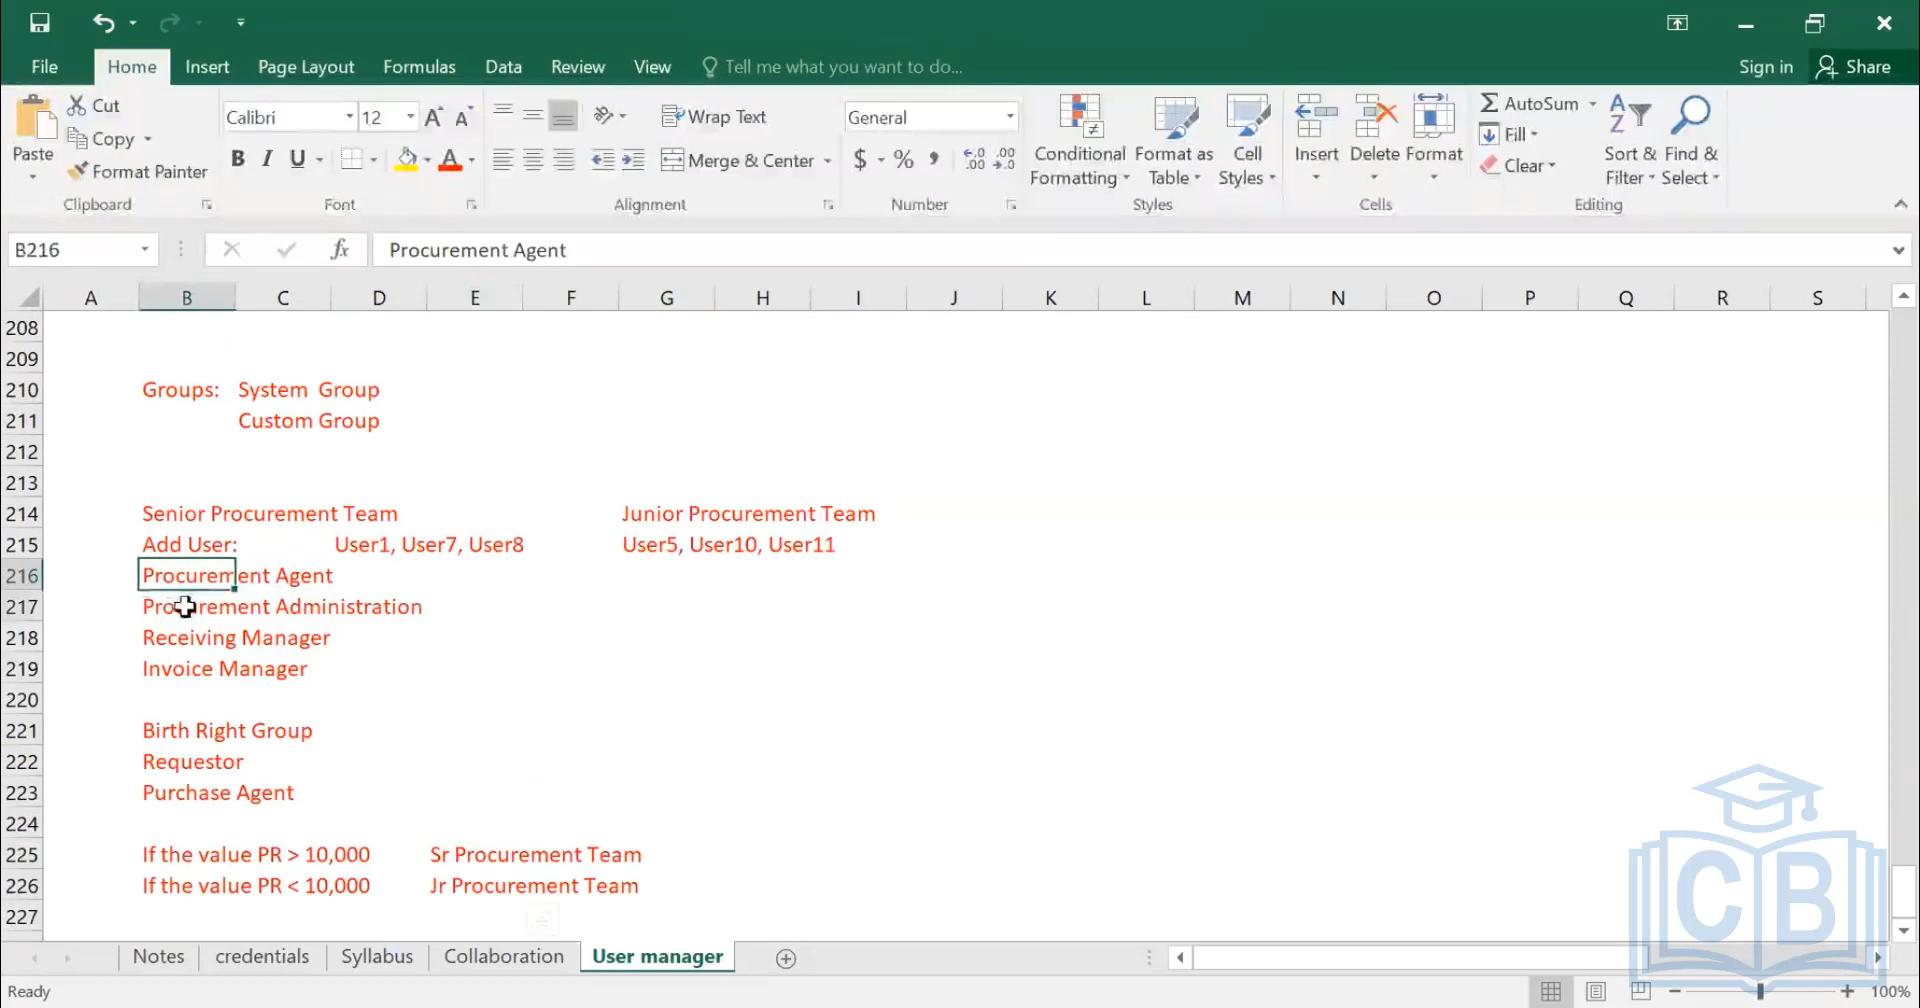 File Home Insert Page Layout Formulas Data Review View Tell me what you want to do... Sign in Share
Paste Cut Copy Format Painter Clipboard
Calibri 12 A A B I U A Font
Wrap Text Merge & Center Alignment
General $ % Number
Conditional Formatting Format as Table Cell Styles Styles
Insert Delete Format Cells
AutoSum Fill Clear Sort & Filter Find & Select Editing
B216 fx Procurement Agent
A B C D E F G H I J K L M N O P Q R S
208
209
210 Groups: System Group
211 Custom Group
212
213
214 Senior Procurement Team Junior Procurement Team
215 Add User: User1, User7, User8 User5, User10, User11
216 Procurement Agent
217 Procurement Administration
218 Receiving Manager
219 Invoice Manager
220
221 Birth Right Group
222 Requestor
223 Purchase Agent
224
225 If the value PR > 10,000 Sr Procurement Team
226 If the value PR < 10,000 Jr Procurement Team
227
CB
Notes credentials Syllabus Collaboration User manager
Ready 100%